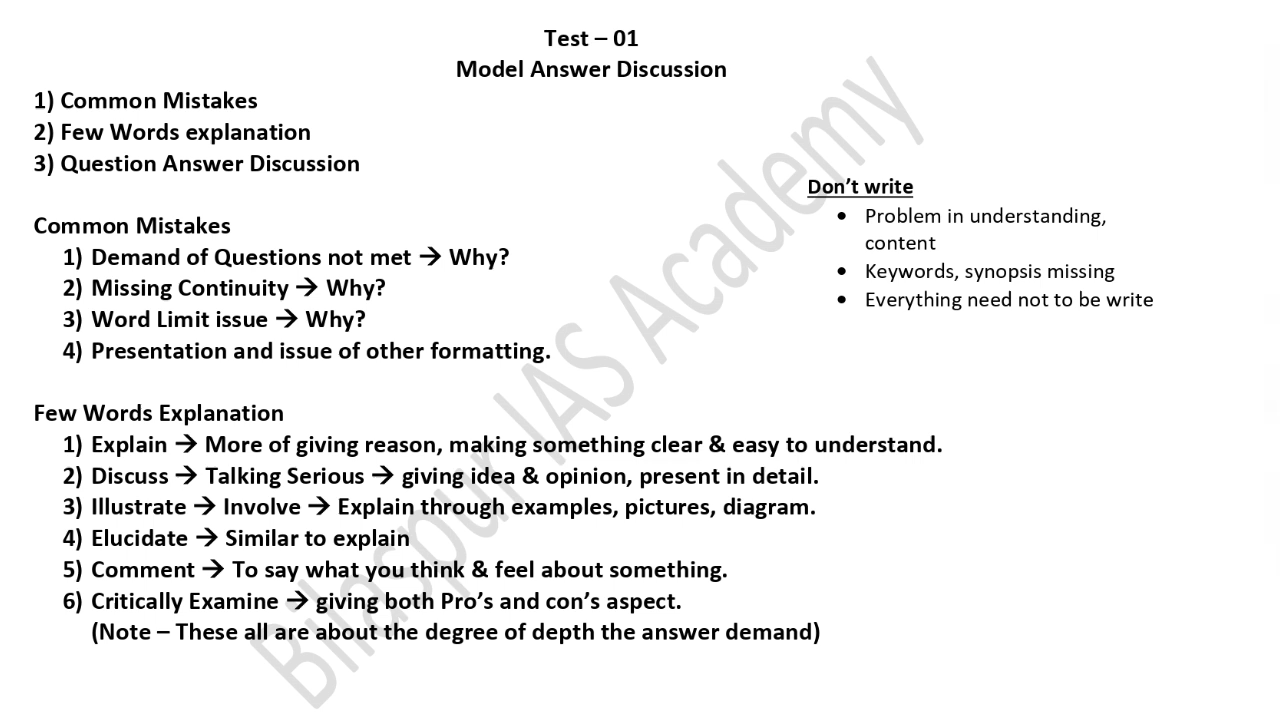 Test – 01
Model Answer Discussion
1) Common Mistakes
2) Few Words explanation
3) Question Answer Discussion
Don’t write
• Problem in understanding,
content
• Keywords, synopsis missing
• Everything need not to be write
Common Mistakes
1) Demand of Questions not met → Why?
2) Missing Continuity → Why?
3) Word Limit issue → Why?
4) Presentation and issue of other formatting.
Few Words Explanation
1) Explain → More of giving reason, making something clear & easy to understand.
2) Discuss → Talking Serious → giving idea & opinion, present in detail.
3) Illustrate → Involve → Explain through examples, pictures, diagram.
4) Elucidate → Similar to explain
5) Comment → To say what you think & feel about something.
6) Critically Examine → giving both Pro’s and con’s aspect.
(Note – These all are about the degree of depth the answer demand)
Bilaspur IAS Academy